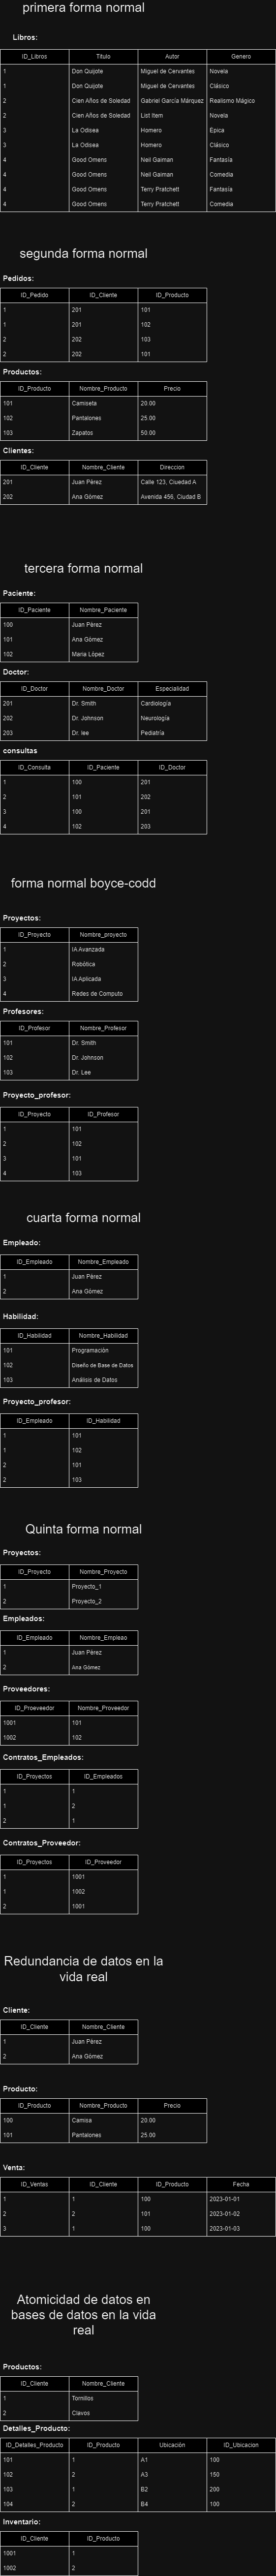 primera forma normal
Libros:
ID_Libros Título Autor Genero
1 Don Quijote Miguel de Cervantes Novela
1 Don Quijote Miguel de Cervantes Clásico
2 Cien Años de Soledad Gabriel García Márquez Realismo Mágico
2 Cien Años de Soledad List Item Novela
3 La Odisea Homero Épica
3 La Odisea Homero Clásico
4 Good Omens Neil Gaiman Fantasía
4 Good Omens Neil Gaiman Comedia
4 Good Omens Terry Pratchett Fantasía
4 Good Omens Terry Pratchett Comedia
segunda forma normal
Pedidos:
ID_Pedido ID_Cliente ID_Producto
1 201 101
1 201 102
2 202 103
2 202 101
Productos:
ID_Producto Nombre_Producto Precio
101 Camiseta 20.00
102 Pantalones 25.00
103 Zapatos 50.00
Clientes:
ID_Cliente Nombre_Cliente Direccion
201 Juan Pérez Calle 123, Ciuedad A
202 Ana Gómez Avenida 456, Ciudad B
tercera forma normal
Paciente:
ID_Paciente Nombre_Paciente
100 Juan Pérez
101 Ana Gómez
102 Maria López
Doctor:
ID_Doctor Nombre_Doctor Especialidad
201 Dr. Smith Cardiología
202 Dr. Johnson Neurología
203 Dr. lee Pediatría
consultas
ID_Consulta ID_Paciente ID_Doctor
1 100 201
2 101 202
3 100 201
4 102 203
forma normal boyce-codd
Proyectos:
ID_Proyecto Nombre_proyecto
1 IA Avanzada
2 Robótica
3 IA Aplicada
4 Redes de Computo
Profesores:
ID_Profesor Nombre_Profesor
101 Dr. Smith
102 Dr. Johnson
103 Dr. Lee
Proyecto_profesor:
ID_Proyecto ID_Profesor
1 101
2 102
3 101
4 103
cuarta forma normal
Empleado:
ID_Empleado Nombre_Empleado
1 Juan Pérez
2 Ana Gómez
Habilidad:
ID_Habilidad Nombre_Habilidad
101 Programación
102 Diseño de Base de Datos
103 Análisis de Datos
Proyecto_profesor:
ID_Empleado ID_Habilidad
1 101
1 102
2 101
2 103
Quinta forma normal
Proyectos:
ID_Proyecto Nombre_Proyecto
1 Proyecto_1
2 Proyecto_2
Empleados:
ID_Empleado Nombre_Empleao
1 Juan Pérez
2 Ana Gómez
Proveedores:
ID_Proeveedor Nombre_Proveedor
1001 101
1002 102
Contratos_Empleados:
ID_Proyectos ID_Empleados
1 1
1 2
2 1
Contratos_Proveedor:
ID_Proyectos ID_Proveedor
1 1001
1 1002
2 1001
Redundancia de datos en la
vida real
Cliente:
ID_Cliente Nombre_Cliente
1 Juan Pérez
2 Ana Gómez
Producto:
ID_Producto Nombre_Producto Precio
100 Camisa 20.00
101 Pantalones 25.00
Venta:
ID_Ventas ID_Cliente ID_Producto Fecha
1 1 100 2023-01-01
2 2 101 2023-01-02
3 1 100 2023-01-03
Atomicidad de datos en
bases de datos en la vida
real
Productos:
ID_Cliente Nombre_Cliente
1 Tornillos
2 Clavos
Detalles_Producto:
ID_Detalles_Producto ID_Producto Ubicación ID_Ubicacion
101 1 A1 100
102 2 A3 150
103 1 B2 200
104 2 B4 100
Inventario:
ID_Cliente ID_Producto
1001 1
1002 2